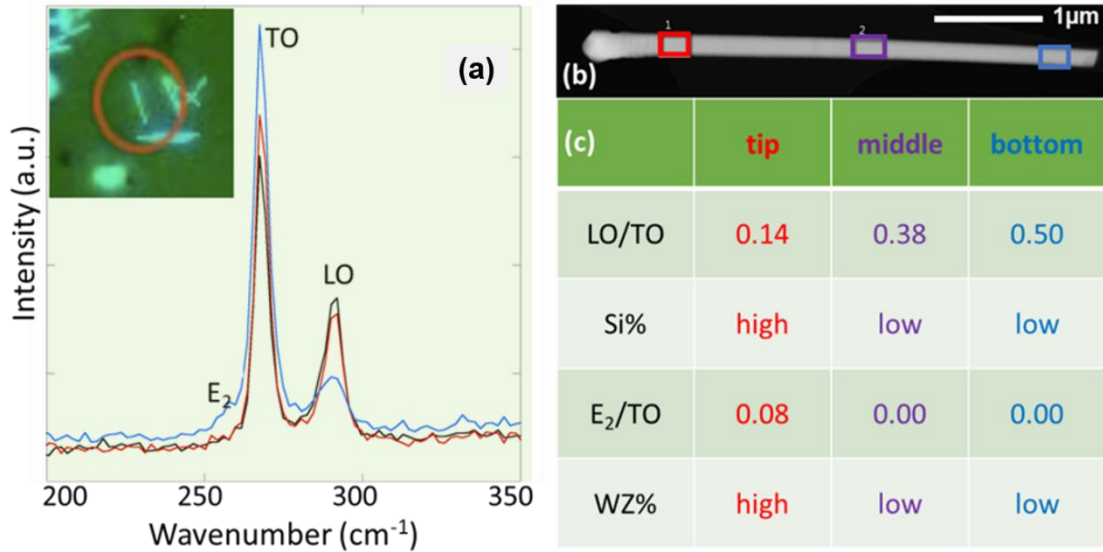 (a)
TO
LO
E₂
Intensity (a.u.)
200 250 300 350
Wavenumber (cm⁻¹)
1 2 1µm
(b)
(c) tip middle bottom
LO/TO 0.14 0.38 0.50
Si% high low low
E₂/TO 0.08 0.00 0.00
WZ% high low low